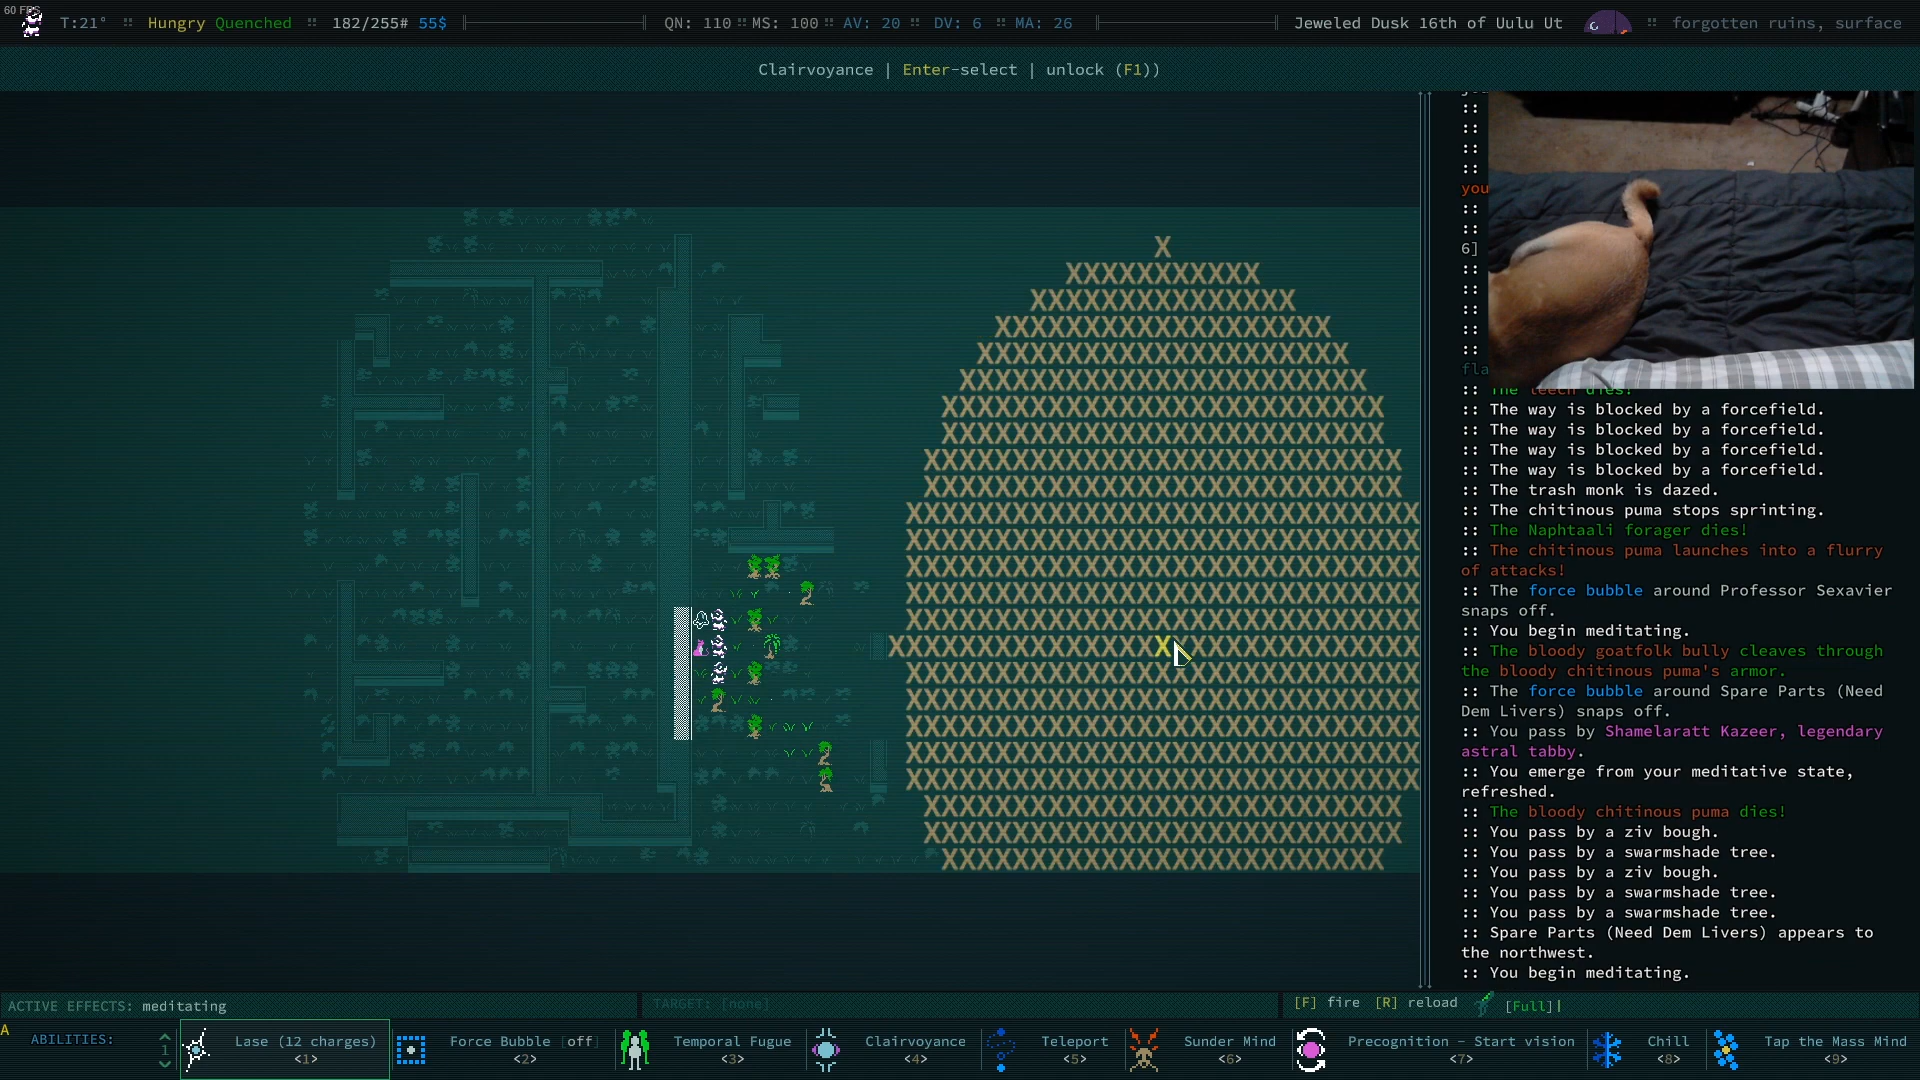 60 FPS
T:21° :: Hungry Quenched :: 182/255# 55$
QN: 110 :: MS: 100 :: AV: 20 :: DV: 6 :: MA: 26
Jeweled Dusk 16th of Uulu Ut :: forgotten ruins, surface
Clairvoyance | Enter-select | unlock (F1))
::
::
::
::
you
::
::
6]
::
::
::
::
::
fla
:: The leech dies!
:: The way is blocked by a forcefield.
:: The way is blocked by a forcefield.
:: The way is blocked by a forcefield.
:: The way is blocked by a forcefield.
:: The trash monk is dazed.
:: The chitinous puma stops sprinting.
:: The Naphtaali forager dies!
:: The chitinous puma launches into a flurry
of attacks!
:: The force bubble around Professor Sexavier
snaps off.
:: You begin meditating.
:: The bloody goatfolk bully cleaves through
the bloody chitinous puma's armor.
:: The force bubble around Spare Parts (Need
Dem Livers) snaps off.
:: You pass by Shamelaratt Kazeer, legendary
astral tabby.
:: You emerge from your meditative state,
refreshed.
:: The bloody chitinous puma dies!
:: You pass by a ziv bough.
:: You pass by a swarmshade tree.
:: You pass by a ziv bough.
:: You pass by a swarmshade tree.
:: You pass by a swarmshade tree.
:: Spare Parts (Need Dem Livers) appears to
the northwest.
:: You begin meditating.
ACTIVE EFFECTS: meditating
TARGET: [none]
[F] fire [R] reload [Full]|
A
ABILITIES:
1
Lase (12 charges)
<1>
Force Bubble [off]
<2>
Temporal Fugue
<3>
Clairvoyance
<4>
Teleport
<5>
Sunder Mind
<6>
Precognition - Start vision
<7>
Chill
<8>
Tap the Mass Mind
<9>